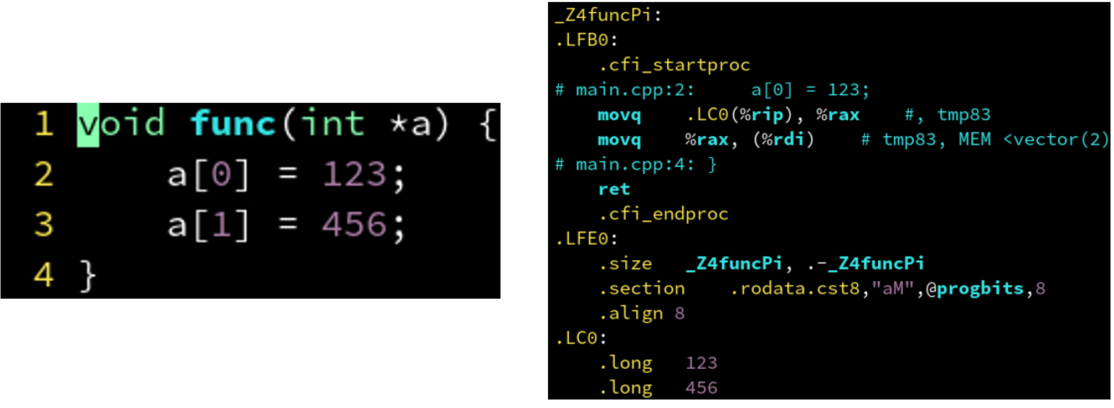 1 void func(int *a) {
2     a[0] = 123;
3     a[1] = 456;
4 }
_Z4funcPi:
.LFB0:
    .cfi_startproc
# main.cpp:2:     a[0] = 123;
    movq    .LC0(%rip), %rax    #, tmp83
    movq    %rax, (%rdi)    # tmp83, MEM <vector(2)
# main.cpp:4: }
    ret
    .cfi_endproc
.LFE0:
    .size   _Z4funcPi, .-_Z4funcPi
    .section    .rodata.cst8,"aM",@progbits,8
    .align 8
.LC0:
    .long   123
    .long   456